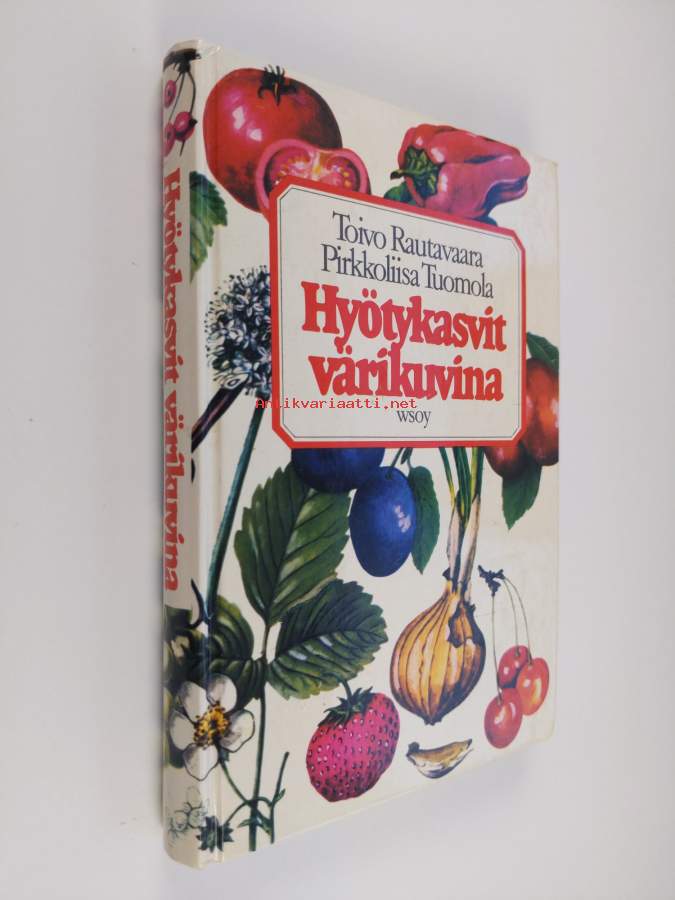 Toivo Rautavaara
Pirkkoliisa Tuomola
Hyötykasvit
värikuvina
wsoy
Hyötykasvit värikuvina
Antikvariaatti.net